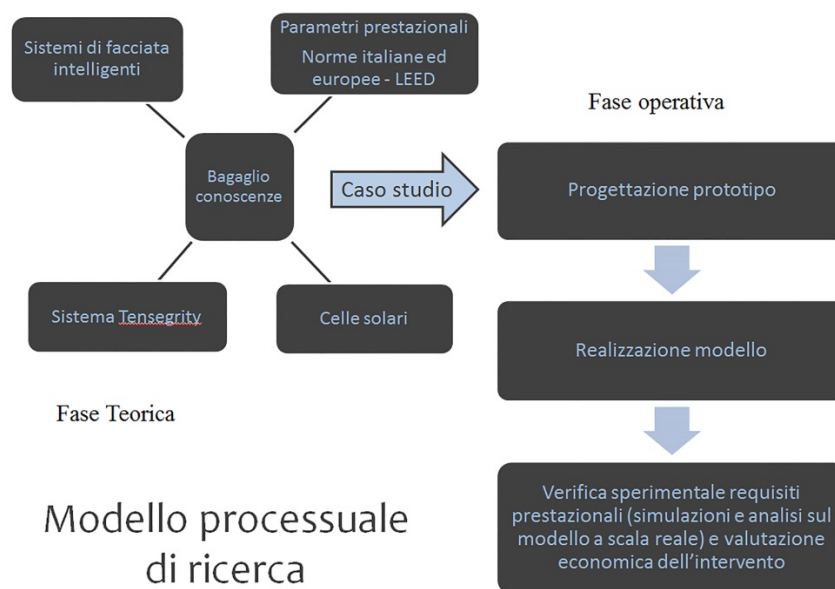 Sistemi di facciata
intelligenti
Parametri prestazionali
Norme italiane ed
europee - LEED
Bagaglio
conoscenze
Sistema Tensegrity
Celle solari
Fase Teorica
Caso studio
Fase operativa
Progettazione prototipo
Realizzazione modello
Verifica sperimentale requisiti
prestazionali (simulazioni e analisi sul
modello a scala reale) e valutazione
economica dell'intervento
Modello processuale
di ricerca